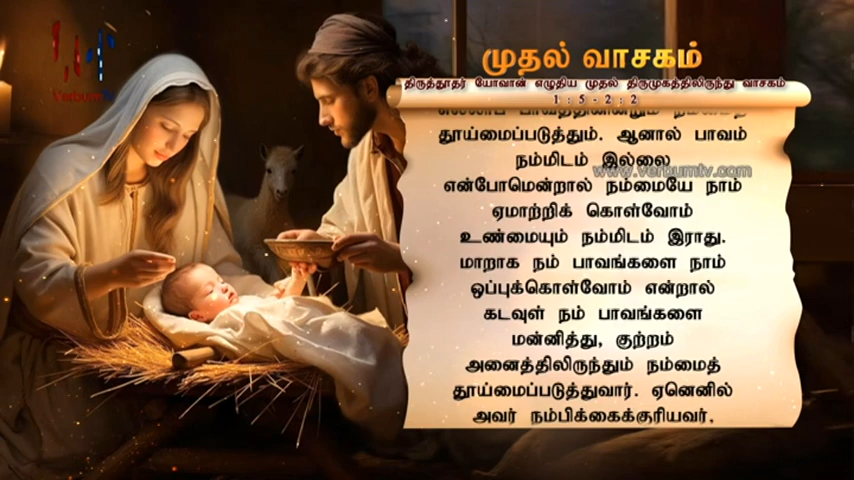 VerbumTv
முதல் வாசகம்
திருத்தூதர் யோவான் எழுதிய முதல் திருமுகத்திலிருந்து வாசகம்
1:5-2:2
தூய்மைப்படுத்தும். ஆனால் பாவம்
நம்மிடம் இல்லை
www.verbumtv.com
என்போமென்றால் நம்மையே நாம்
ஏமாற்றிக் கொள்வோம்
உண்மையும் நம்மிடம் இராது.
மாறாக நம் பாவங்களை நாம்
ஒப்புக்கொள்வோம் என்றால்
கடவுள் நம் பாவங்களை
மன்னித்து, குற்றம்
அனைத்திலிருந்தும் நம்மைத்
தூய்மைப்படுத்துவார். ஏனெனில்
அவர் நம்பிக்கைக்குரியவர்,